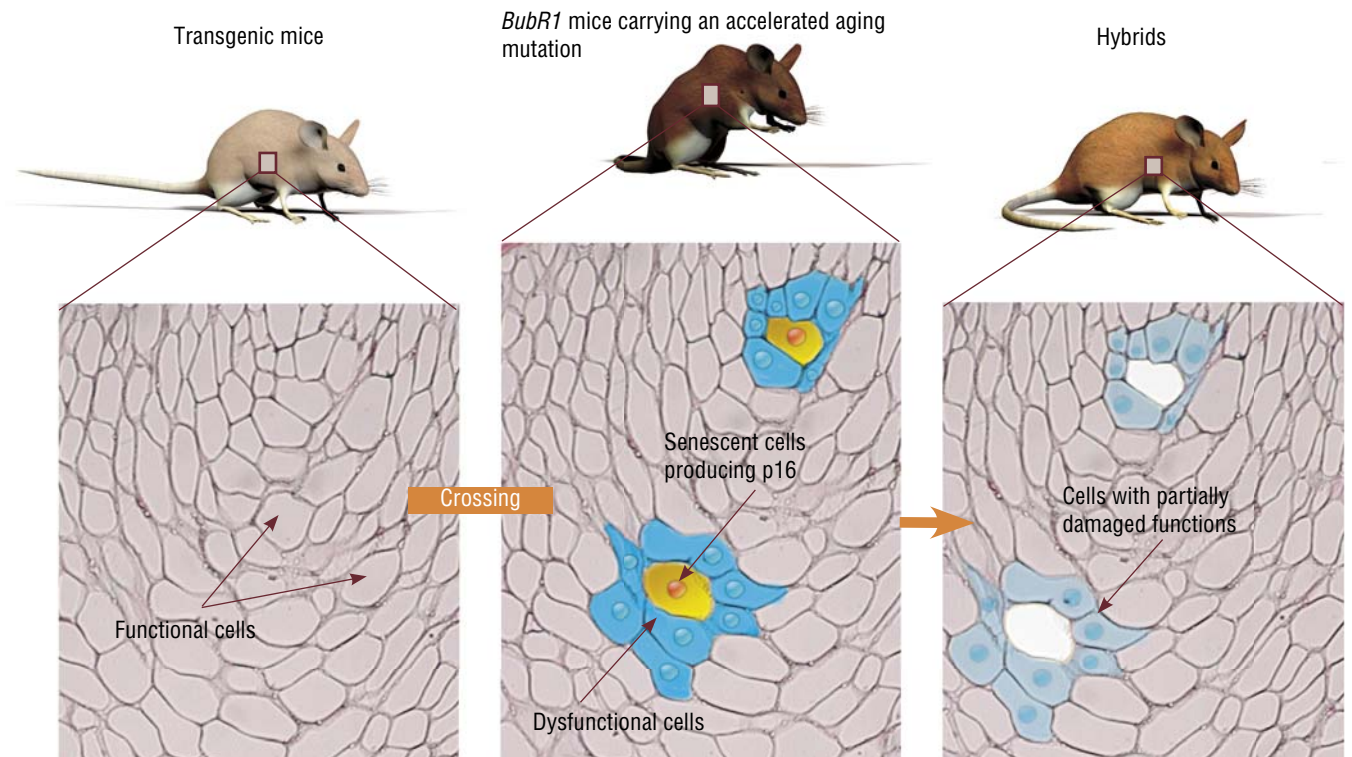 Transgenic mice
BubR1 mice carrying an accelerated aging
mutation
Hybrids
Functional cells
Crossing
Senescent cells
producing p16
Dysfunctional cells
Cells with partially
damaged functions